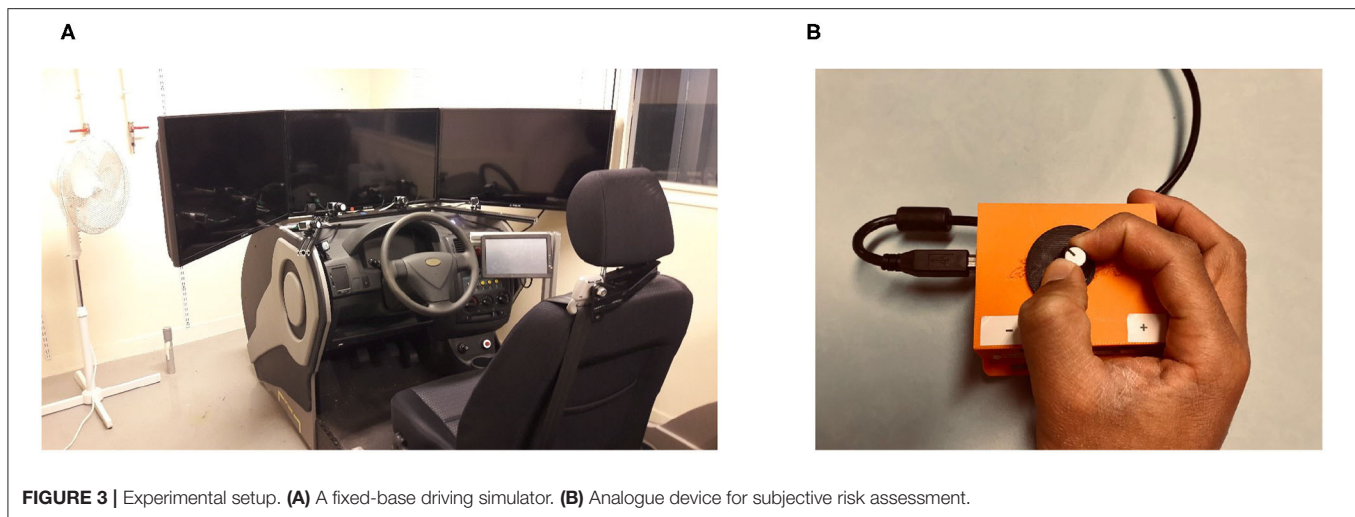 A
B
-
+
FIGURE 3 | Experimental setup. (A) A fixed-base driving simulator. (B) Analogue device for subjective risk assessment.